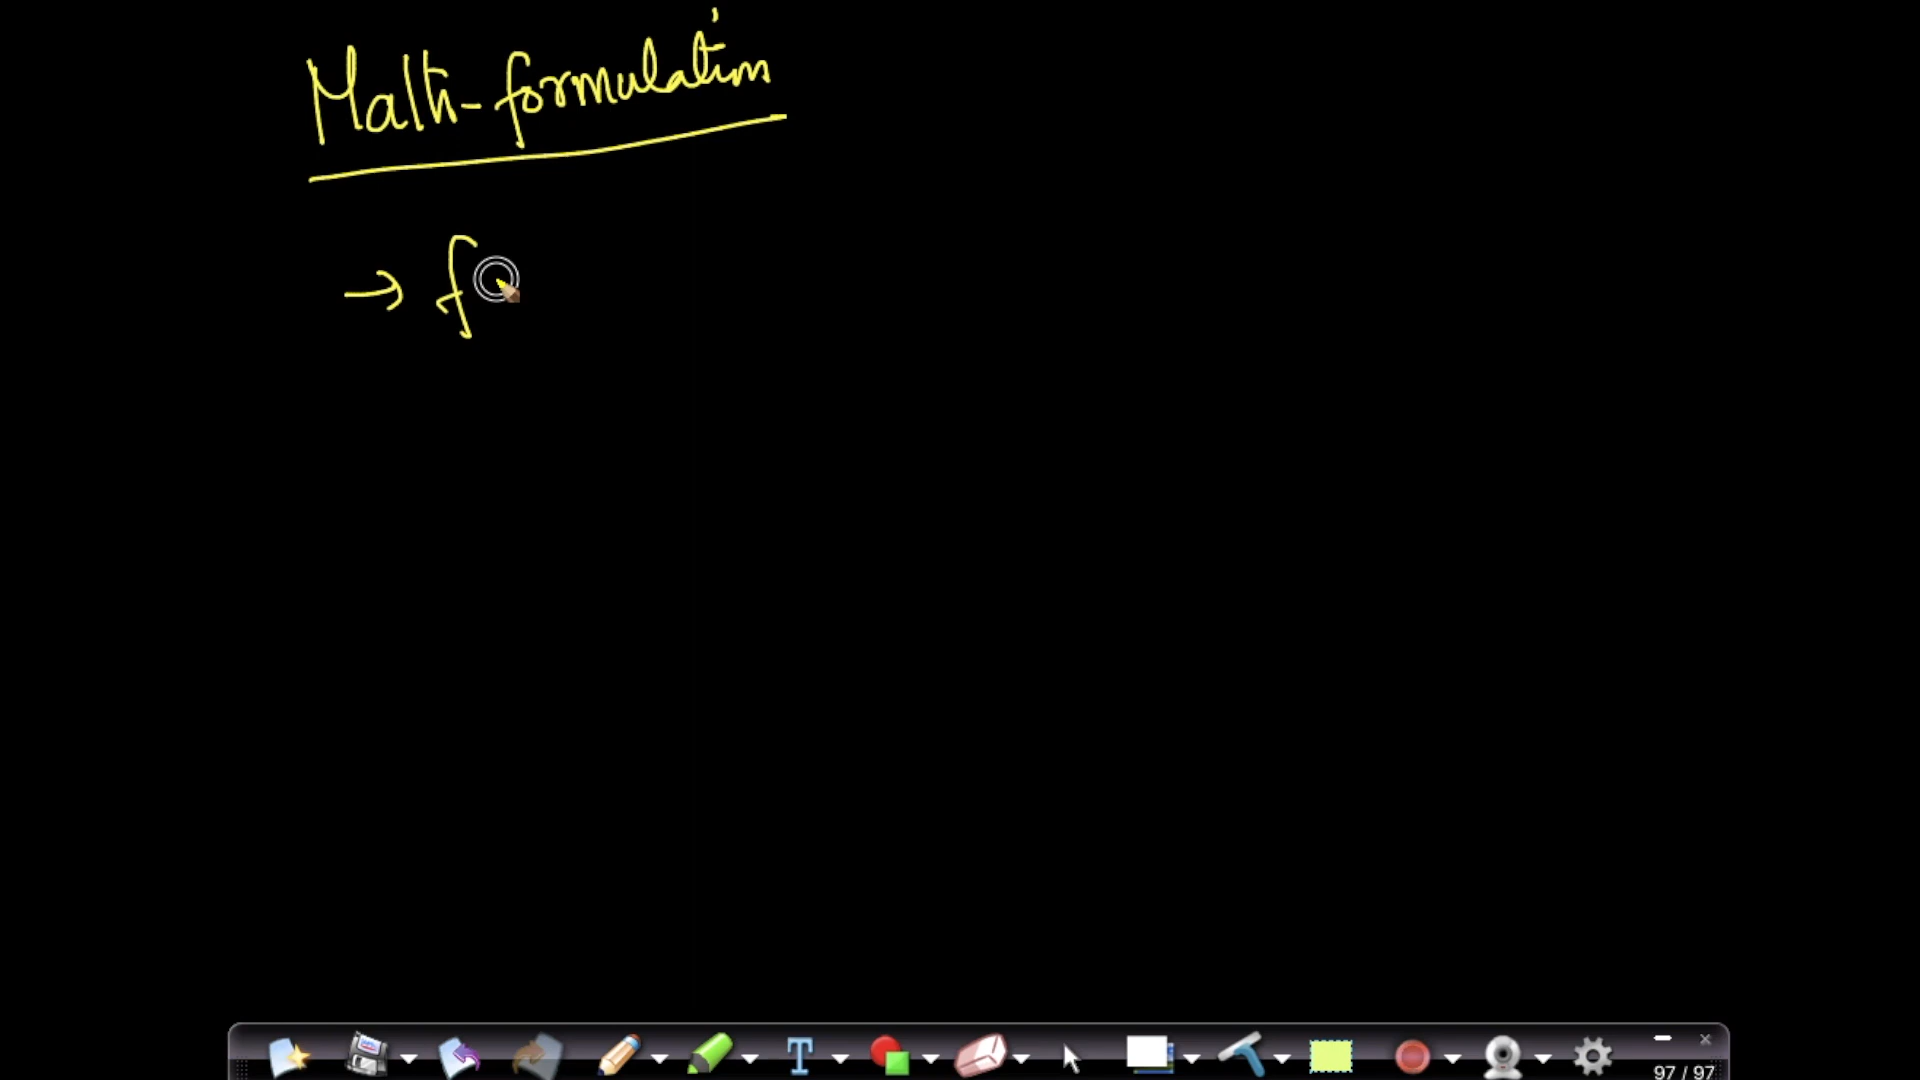 Math-formulation
→ f
97 / 97